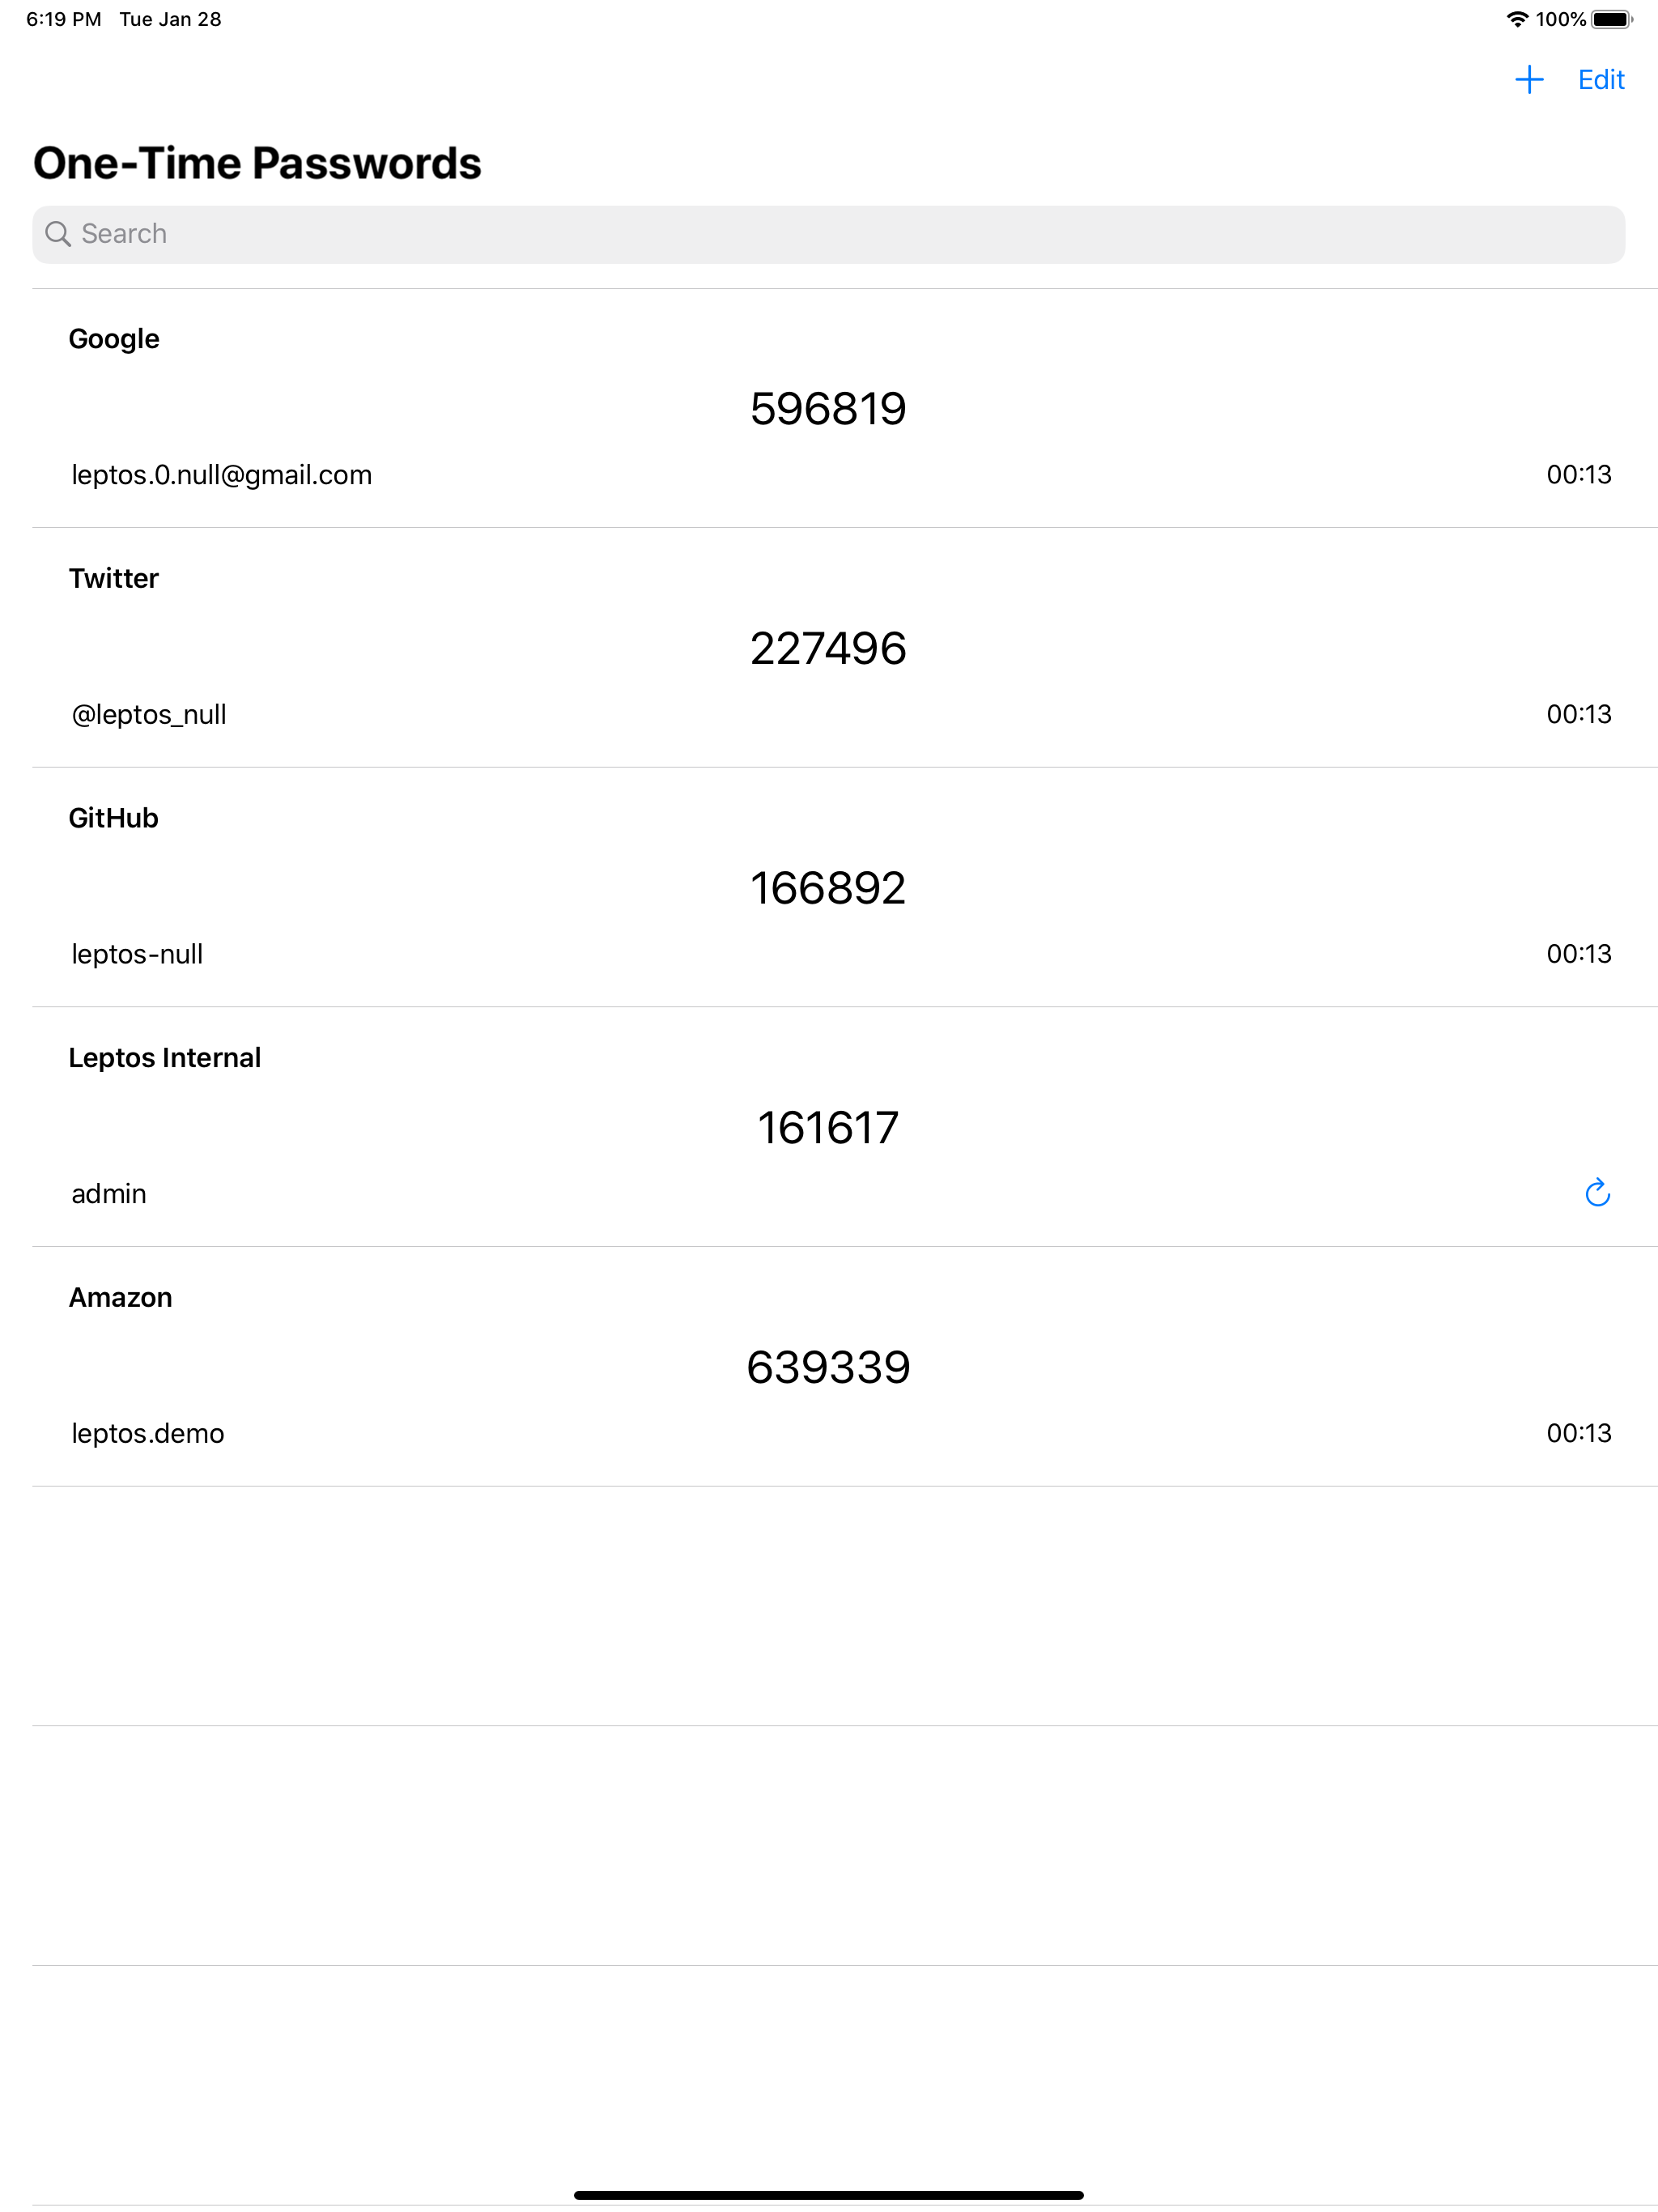 6:19 PM Tue Jan 28 100%
Edit
One-Time Passwords
Search
Google
596819
leptos.0.null@gmail.com 00:13
Twitter
227496
@leptos_null 00:13
GitHub
166892
leptos-null 00:13
Leptos Internal
161617
admin
Amazon
639339
leptos.demo 00:13